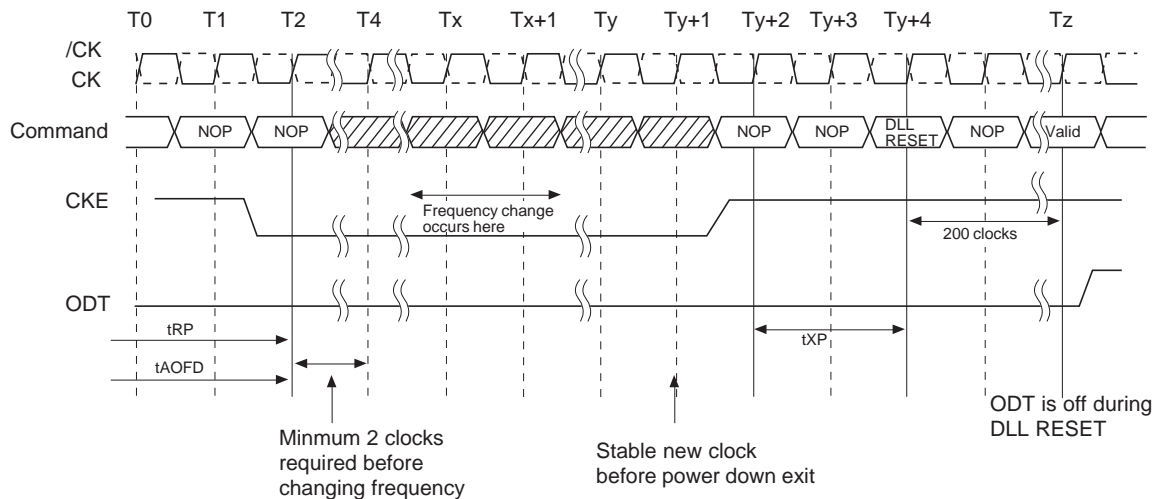 T0 T1 T2 T4 Tx Tx+1 Ty Ty+1 Ty+2 Ty+3 Ty+4 Tz
/CK
CK
Command
NOP NOP NOP NOP DLL RESET NOP Valid
CKE
Frequency change
occurs here
200 clocks
ODT
tRP
tXP
tAOFD
Minmum 2 clocks
required before
changing frequency
Stable new clock
before power down exit
ODT is off during
DLL RESET